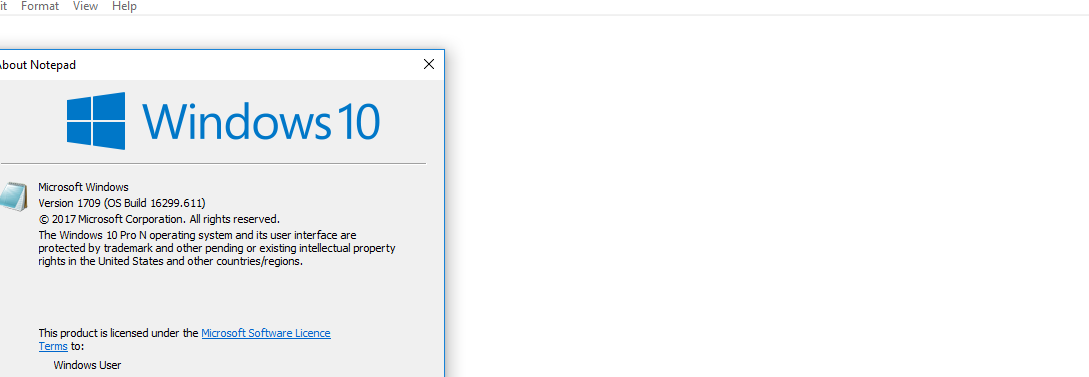 it Format View Help
About Notepad
Windows 10
Microsoft Windows
Version 1709 (OS Build 16299.611)
© 2017 Microsoft Corporation. All rights reserved.
The Windows 10 Pro N operating system and its user interface are
protected by trademark and other pending or existing intellectual property
rights in the United States and other countries/regions.
This product is licensed under the Microsoft Software Licence
Terms to:
Windows User